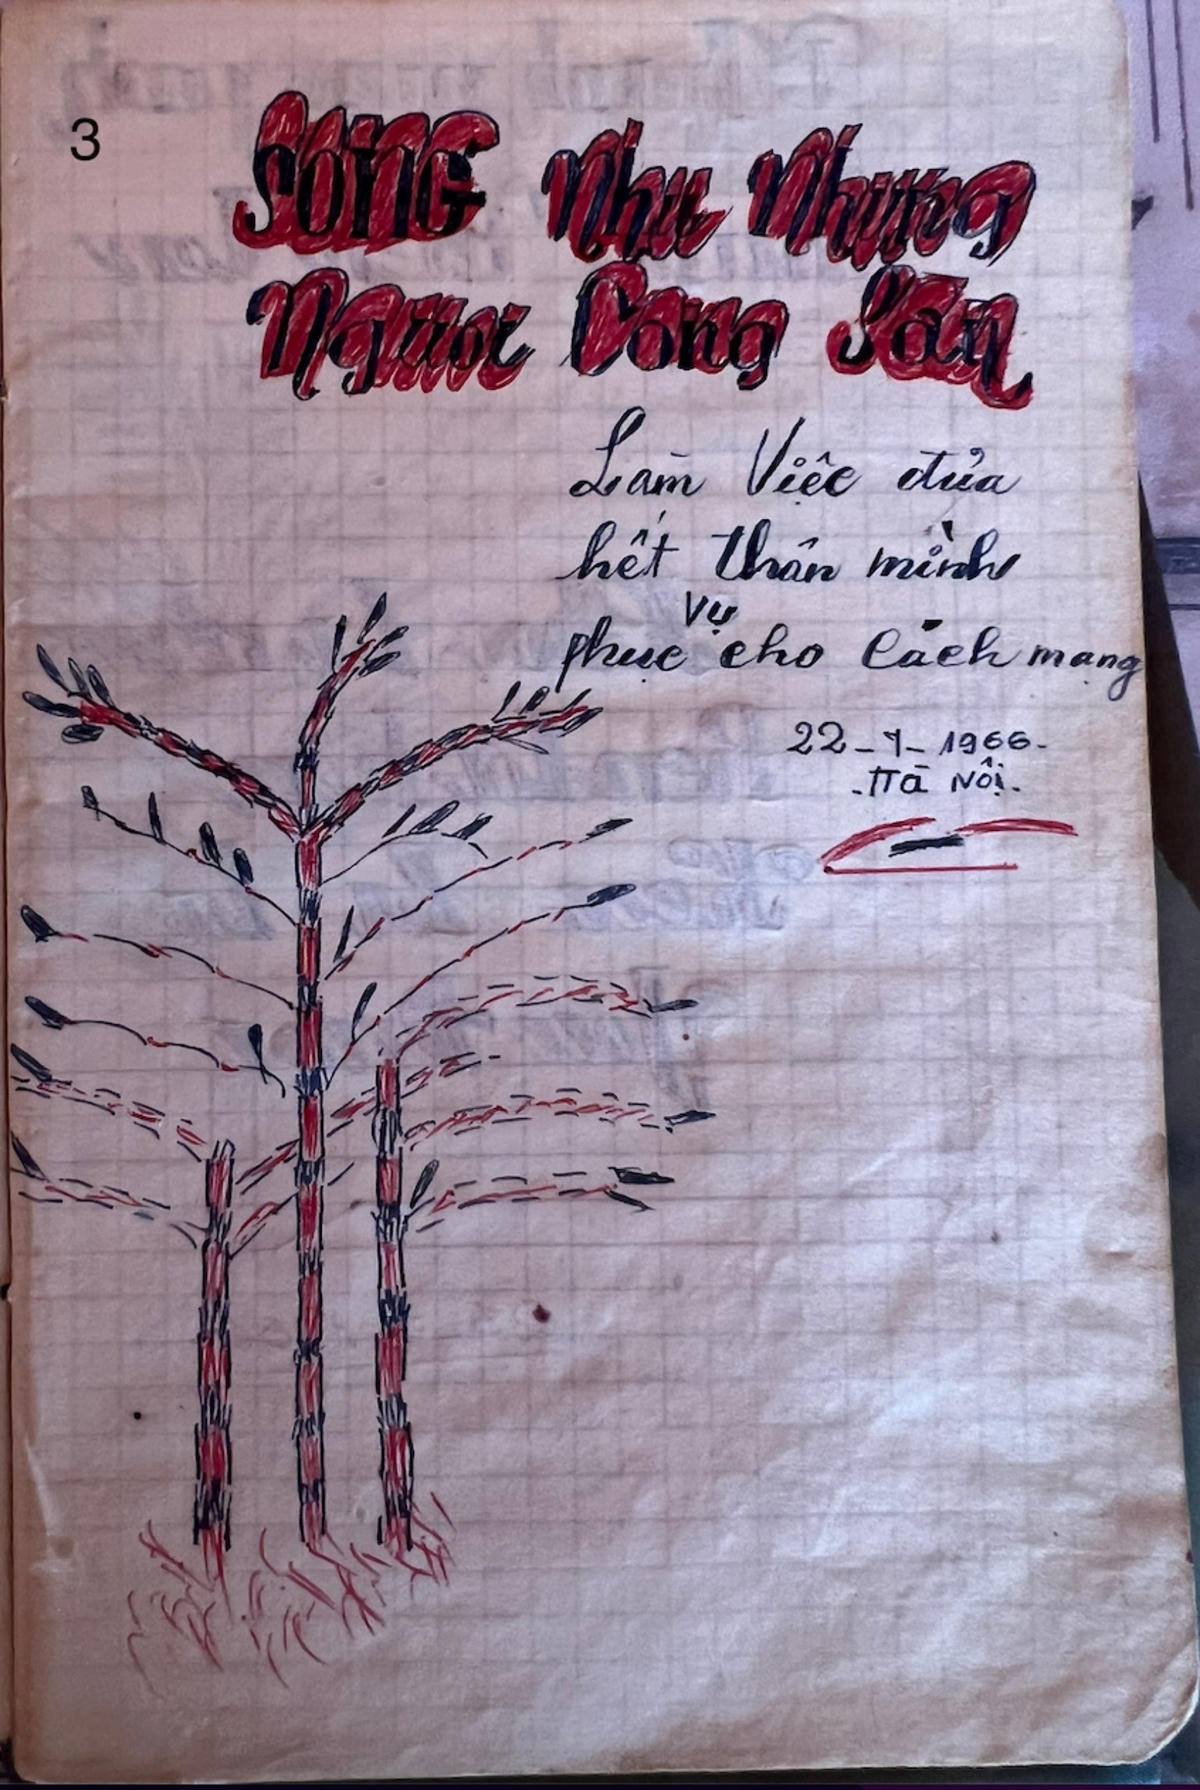 3
Sống Như Những
Người Cộng Sản
Làm Việc đưa
hết thân mình
phục vụ cho Cách mạng
22-7-1966-
-Hà Nội.